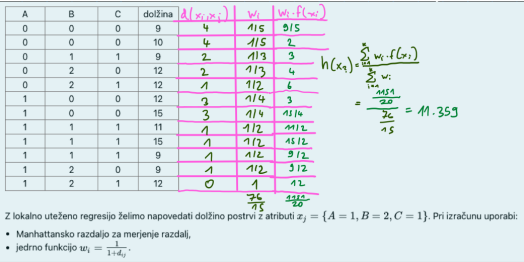 A B C dolžina d(xᵢ,xⱼ) wᵢ wᵢ·f(xᵢ)
0 0 0 9 4 1/5 9/5
0 0 0 10 4 1/5 2
0 1 1 9 2 1/3 3
0 2 0 12 2 1/3 4
0 2 1 12 1 1/2 6
1 0 0 12 3 1/4 3
1 0 0 15 3 1/4 15/4
1 1 1 11 1 1/2 11/2
1 1 1 15 1 1/2 15/2
1 1 1 9 1 1/2 9/2
1 2 0 9 1 1/2 9/2
1 2 1 12 0 1 12
76/15 1151/20
h(x?) = Σ wᵢ·f(xᵢ) / Σ wᵢ
= (1151/20) / (76/15) = 11.359
Z lokalno uteženo regresijo želimo napovedati dolžino postrvi z atributi xⱼ = {A = 1, B = 2, C = 1}. Pri izračunu uporabi:
• Manhattansko razdaljo za merjenje razdalj,
• jedrno funkcijo wᵢ = 1/(1+dᵢⱼ).